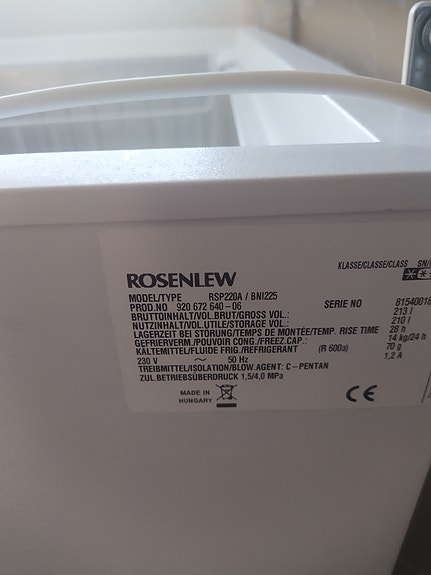 ROSENLEW
KLASSE/CLASSE/CLASS
MODEL/TYPE RSP220A / BNI225
PROD.NO 920 672 640-06 SERIE NO 8154001
BRUTTOINHALT/VOL.BRUT/GROSS VOL.: 213 l
NUTZINHALT/VOL.UTILE/STORAGE VOL.: 210 l
LAGERZEIT BEI STÖRUNG/TEMPS DE MONTÉE/TEMP. RISE TIME 28 h
GEFRIERVERM./POUVOIR CONG./FREEZ.CAP.: 14 kg/24 h
KÄLTEMITTEL/FLUIDE FRIG./REFRIGERANT (R 600a) 70 g
230 V ~ 50 Hz 1,2 A
TREIBMITTEL/ISOLATION/BLOW.AGENT: C-PENTAN
ZUL.BETRIEBSÜBERDRUCK 1,5/4,0 MPa
MADE IN
HUNGARY
CE